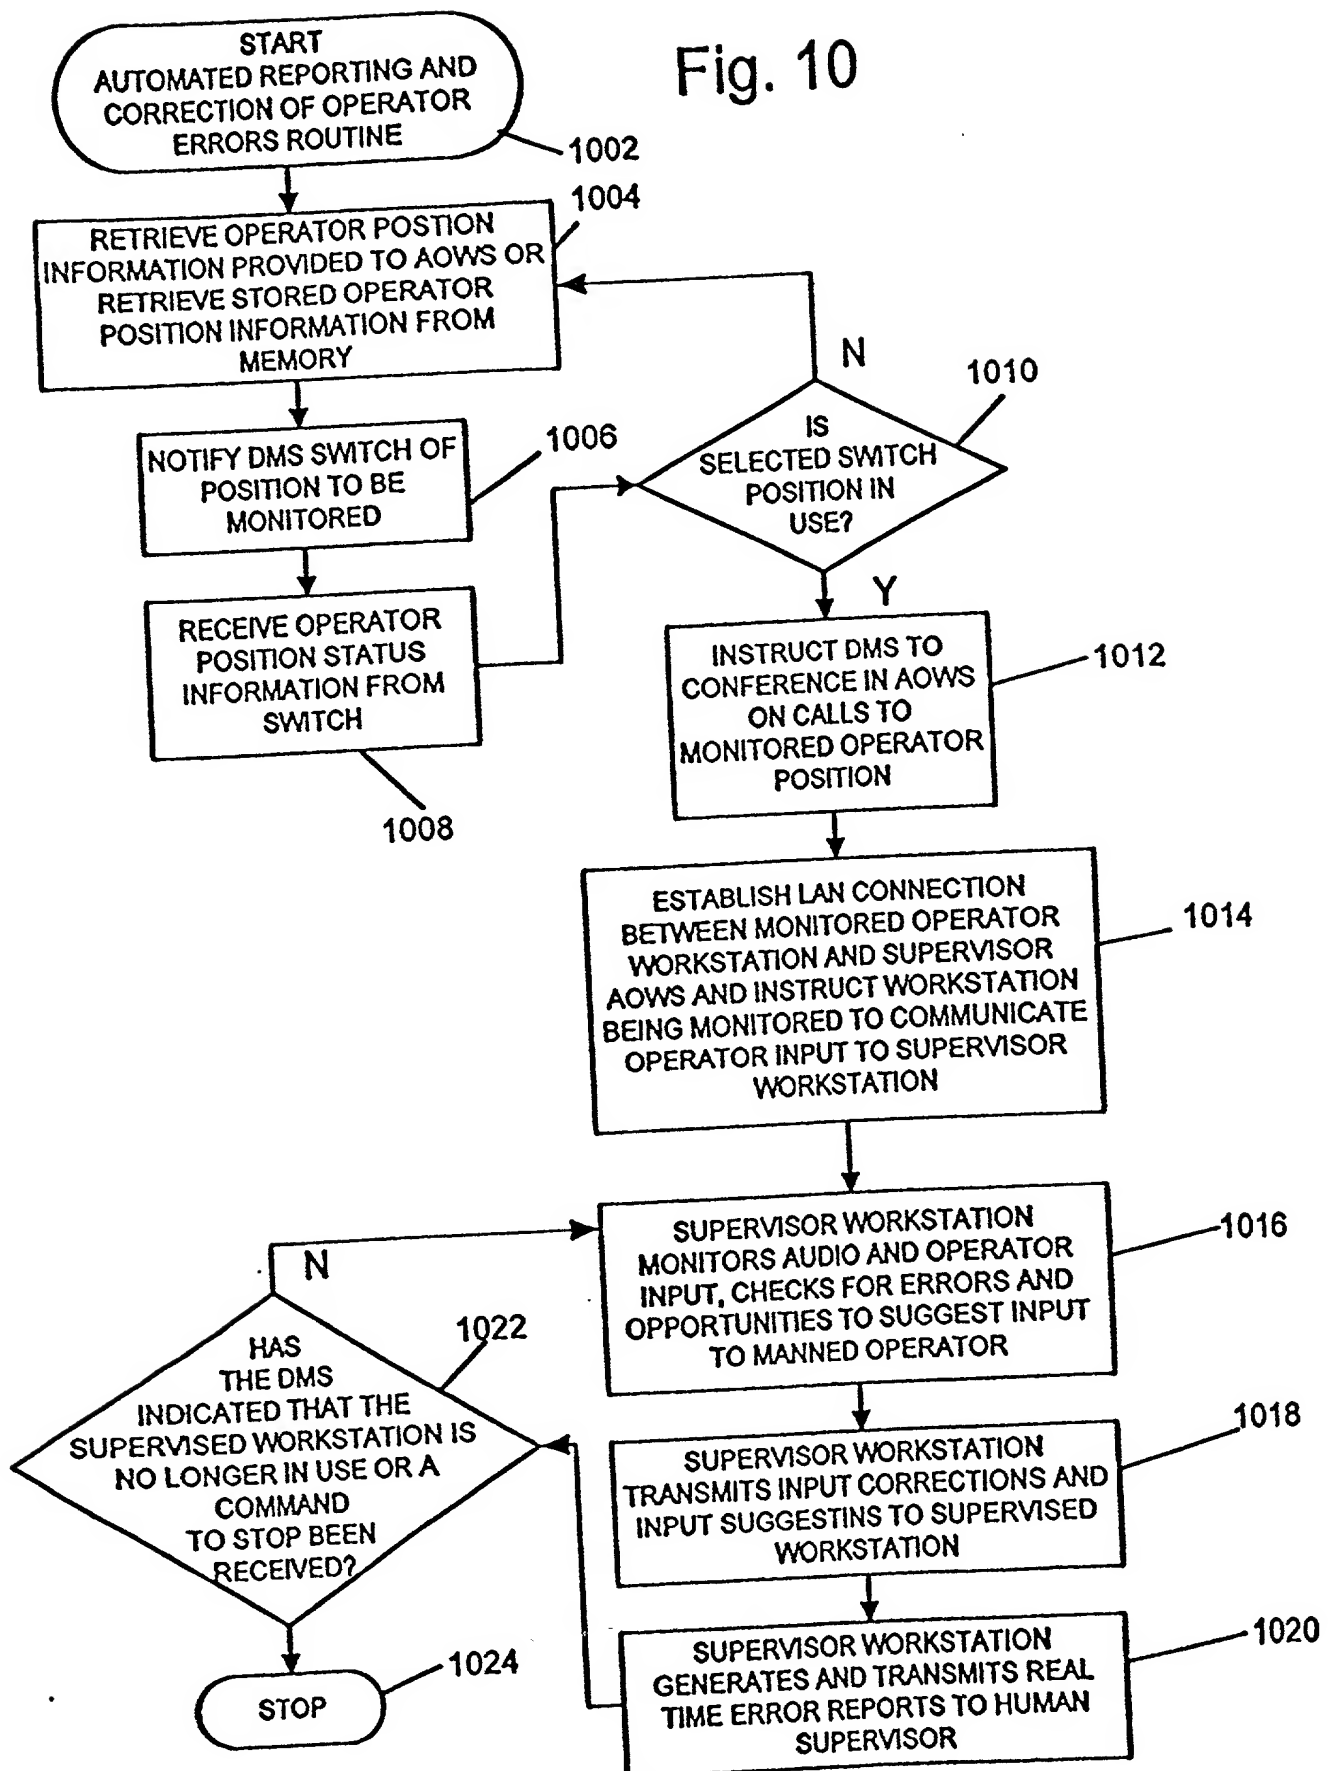 Fig. 10
START
AUTOMATED REPORTING AND
CORRECTION OF OPERATOR
ERRORS ROUTINE
1002
1004
RETRIEVE OPERATOR POSTION
INFORMATION PROVIDED TO AOWS OR
RETRIEVE STORED OPERATOR
POSITION INFORMATION FROM
MEMORY
NOTIFY DMS SWITCH OF
POSITION TO BE
MONITORED
1006
RECEIVE OPERATOR
POSITION STATUS
INFORMATION FROM
SWITCH
1008
N
1010
IS
SELECTED SWITCH
POSITION IN
USE?
Y
INSTRUCT DMS TO
CONFERENCE IN AOWS
ON CALLS TO
MONITORED OPERATOR
POSITION
1012
ESTABLISH LAN CONNECTION
BETWEEN MONITORED OPERATOR
WORKSTATION AND SUPERVISOR
AOWS AND INSTRUCT WORKSTATION
BEING MONITORED TO COMMUNICATE
OPERATOR INPUT TO SUPERVISOR
WORKSTATION
1014
SUPERVISOR WORKSTATION
MONITORS AUDIO AND OPERATOR
INPUT, CHECKS FOR ERRORS AND
OPPORTUNITIES TO SUGGEST INPUT
TO MANNED OPERATOR
1016
SUPERVISOR WORKSTATION
TRANSMITS INPUT CORRECTIONS AND
INPUT SUGGESTINS TO SUPERVISED
WORKSTATION
1018
SUPERVISOR WORKSTATION
GENERATES AND TRANSMITS REAL
TIME ERROR REPORTS TO HUMAN
SUPERVISOR
1020
N
1022
HAS
THE DMS
INDICATED THAT THE
SUPERVISED WORKSTATION IS
NO LONGER IN USE OR A
COMMAND
TO STOP BEEN
RECEIVED?
STOP
1024